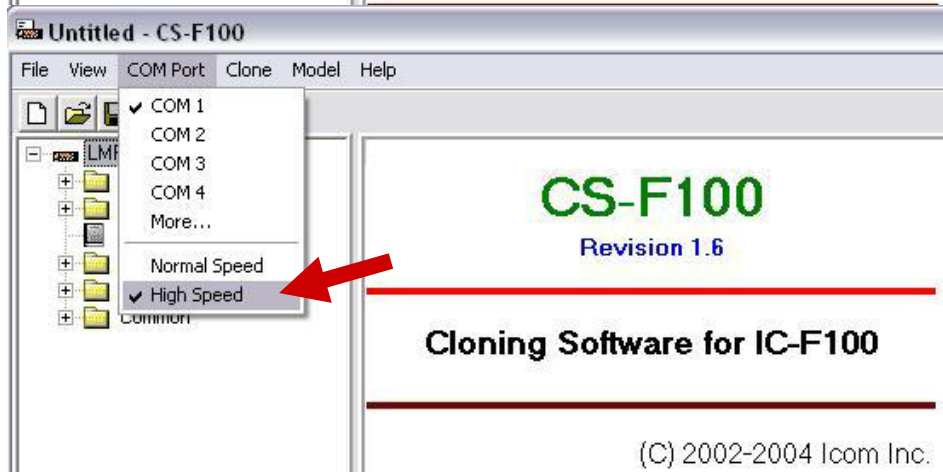 Untitled - CS-F100
File View COM Port Clone Model Help
COM 1
COM 2
COM 3
COM 4
More...
Normal Speed
High Speed
Common
CS-F100
Revision 1.6
Cloning Software for IC-F100
(C) 2002-2004 Icom Inc.